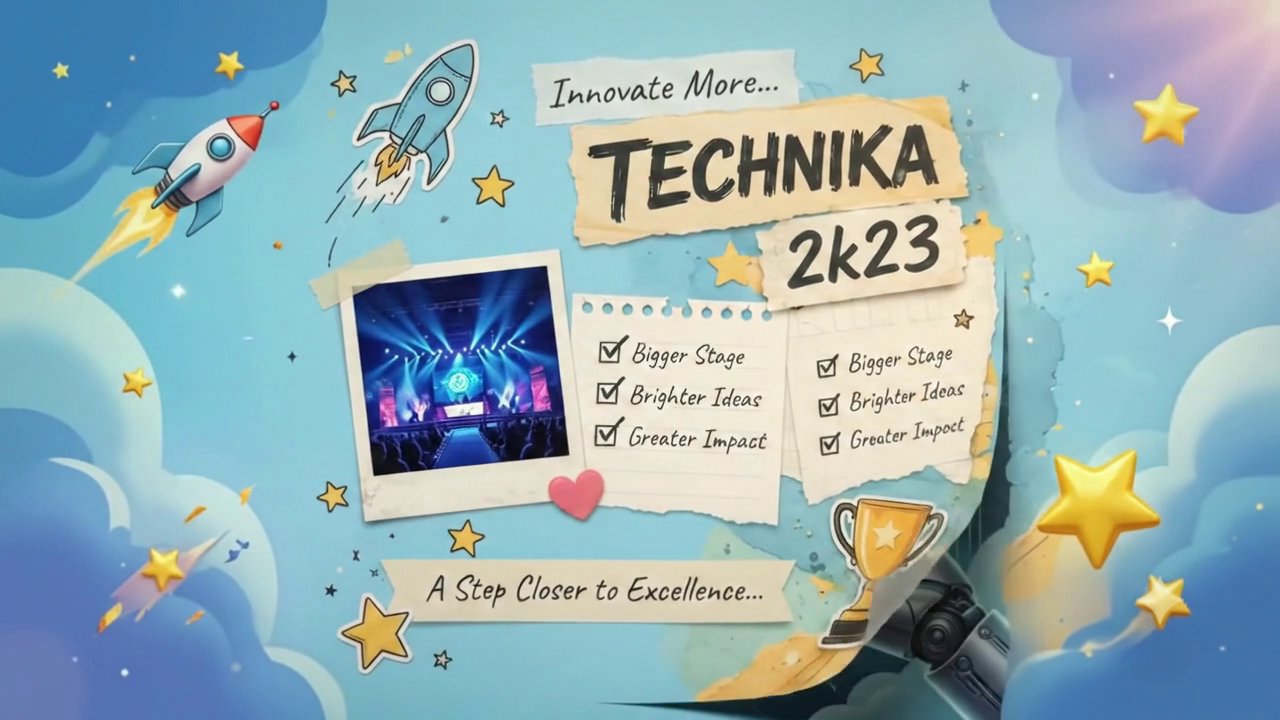 Innovate More...
TECHNIKA
2k23
Bigger Stage
Brighter Ideas
Greater Impact
Bigger Stage
Brighter Ideas
Greater Impoct
A Step Closer to Excellence...